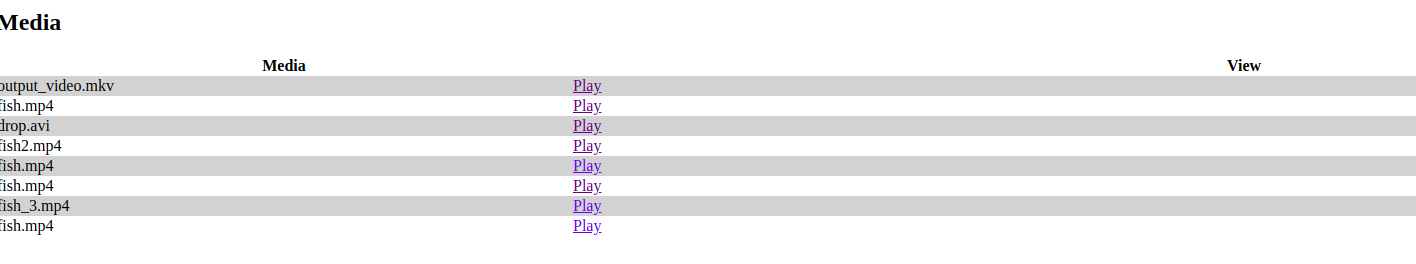 Media
Media View
output_video.mkv Play
fish.mp4 Play
drop.avi Play
fish2.mp4 Play
fish.mp4 Play
fish.mp4 Play
fish_3.mp4 Play
fish.mp4 Play